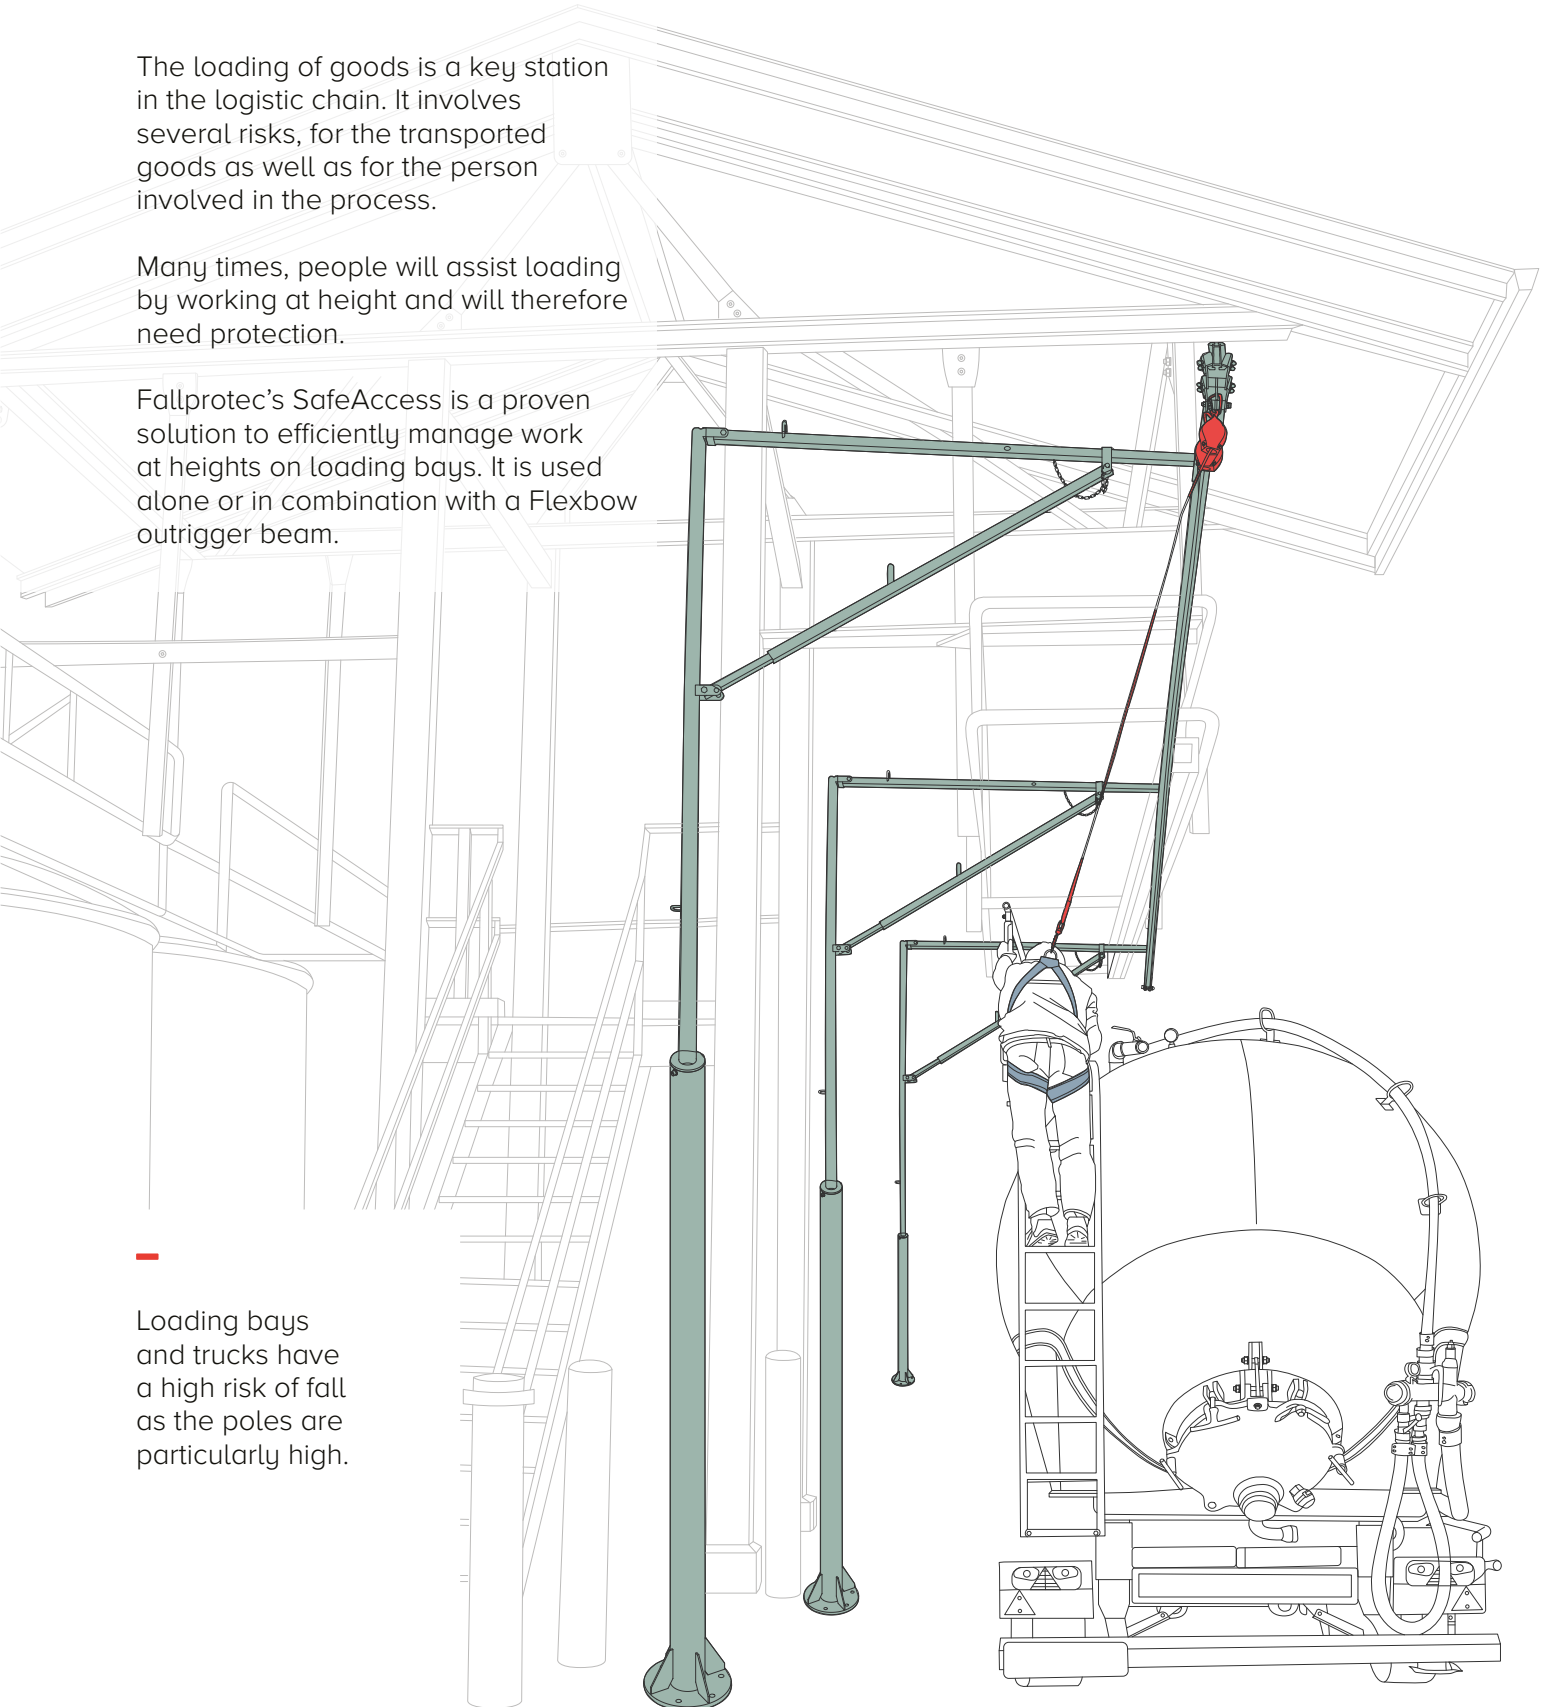 The loading of goods is a key station
in the logistic chain. It involves
several risks, for the transported
goods as well as for the person
involved in the process.
Many times, people will assist loading
by working at height and will therefore
need protection.
Fallprotec’s SafeAccess is a proven
solution to efficiently manage work
at heights on loading bays. It is used
alone or in combination with a Flexbow
outrigger beam.
Loading bays
and trucks have
a high risk of fall
as the poles are
particularly high.